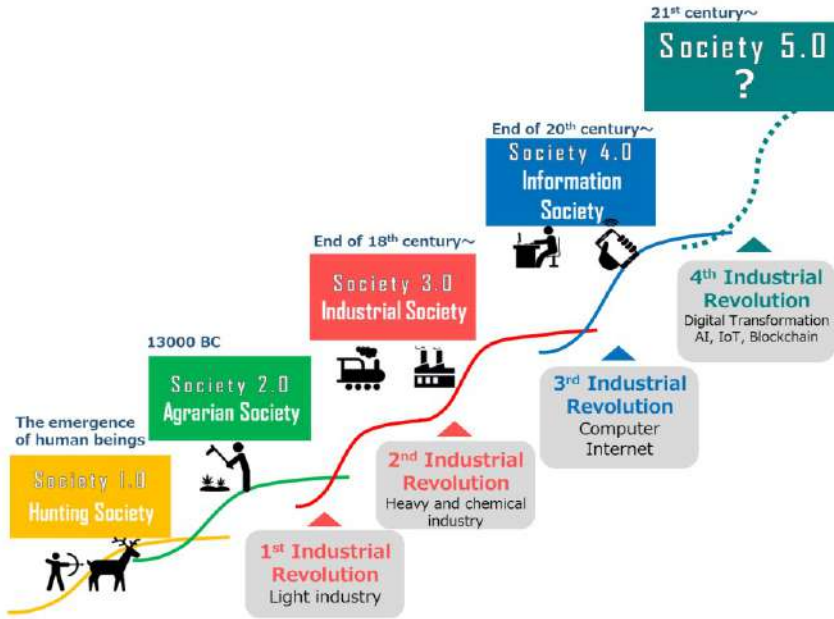 21st century～
Society 5.0
?
End of 20th century～
Society 4.0
Information
Society
End of 18th century～
Society 3.0
Industrial Society
4th Industrial
Revolution
Digital Transformation
AI, IoT, Blockchain
13000 BC
Society 2.0
Agrarian Society
3rd Industrial
Revolution
Computer
Internet
The emergence
of human beings
Society 1.0
Hunting Society
2nd Industrial
Revolution
Heavy and chemical
industry
1st Industrial
Revolution
Light industry